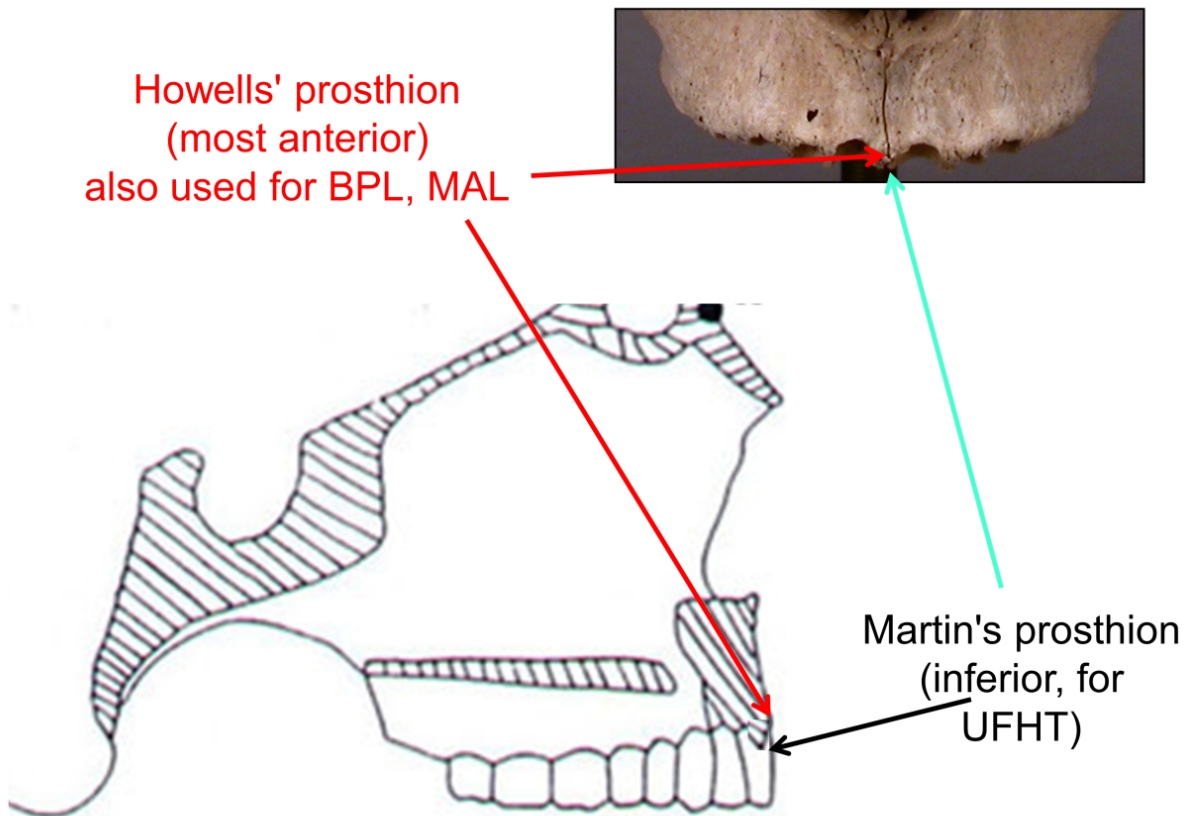 Howells' prosthion
(most anterior)
also used for BPL, MAL
Martin's prosthion
(inferior, for
UFHT)